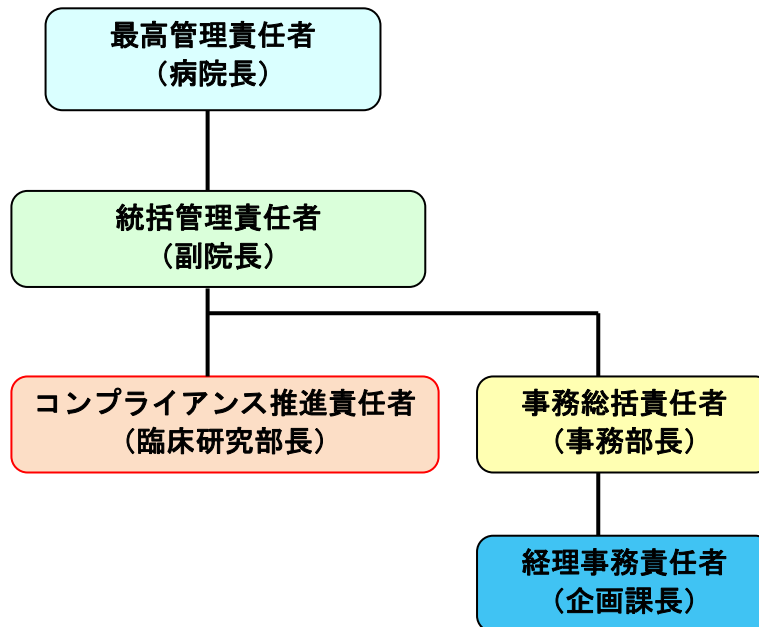 最高管理責任者
（病院長）
統括管理責任者
（副院長）
コンプライアンス推進責任者
（臨床研究部長）
事務総括責任者
（事務部長）
経理事務責任者
（企画課長）